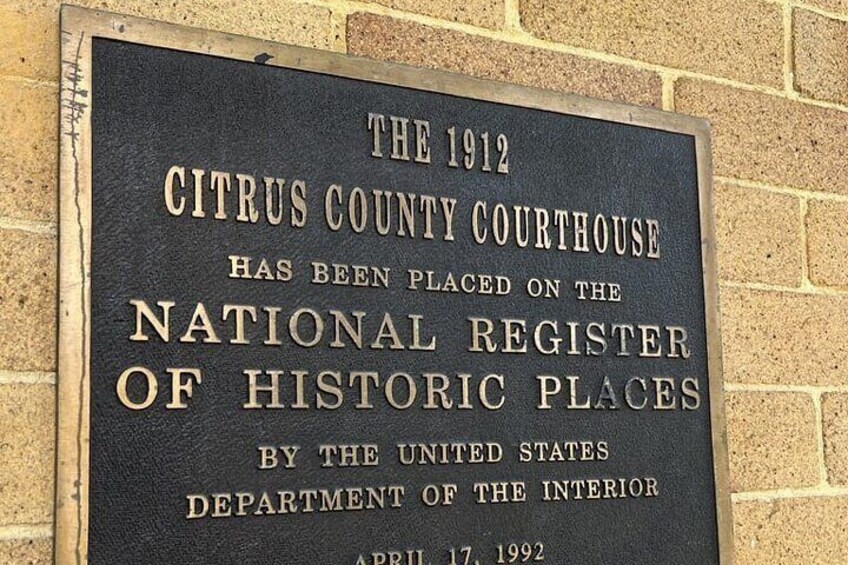 THE 1912
CITRUS COUNTY COURTHOUSE
HAS BEEN PLACED ON THE
NATIONAL REGISTER
OF HISTORIC PLACES
BY THE UNITED STATES
DEPARTMENT OF THE INTERIOR
APRIL 17, 1992